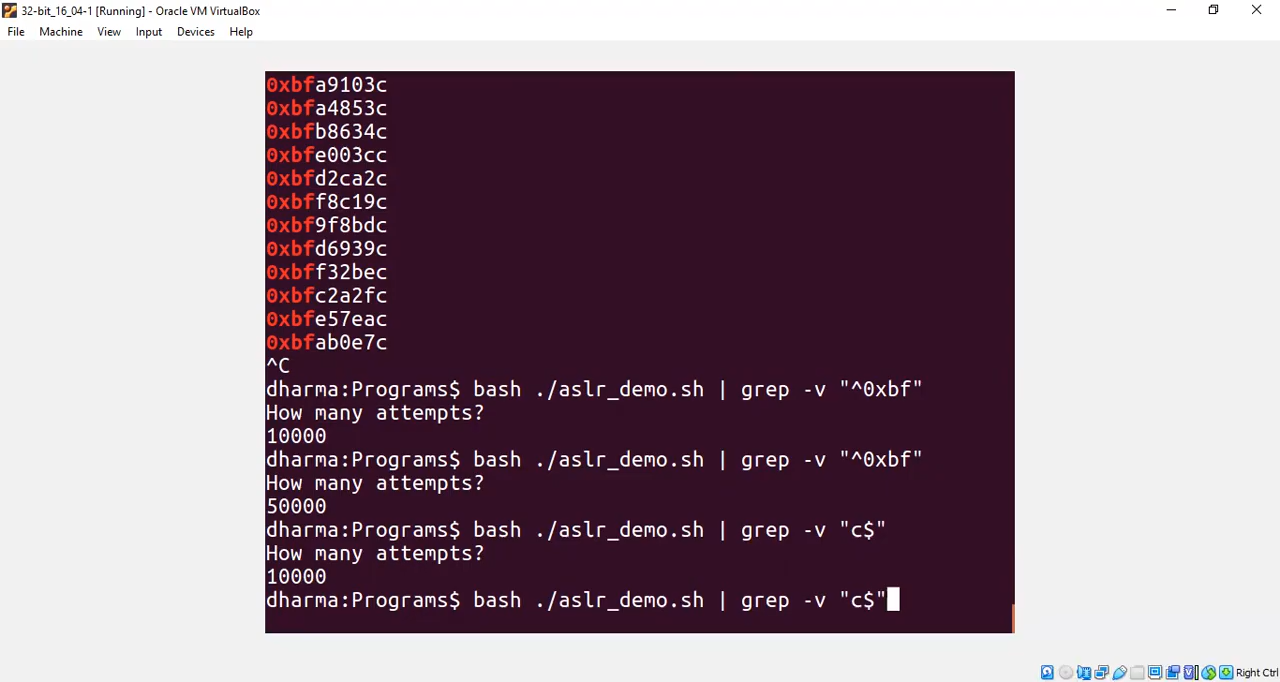 32-bit_16_04-1 [Running] - Oracle VM VirtualBox
File Machine View Input Devices Help
0xbfa9103c
0xbfa4853c
0xbfb8634c
0xbfe003cc
0xbfd2ca2c
0xbff8c19c
0xbf9f8bdc
0xbfd6939c
0xbff32bec
0xbfc2a2fc
0xbfe57eac
0xbfab0e7c
^C
dharma:Programs$ bash ./aslr_demo.sh | grep -v "^0xbf"
How many attempts?
10000
dharma:Programs$ bash ./aslr_demo.sh | grep -v "^0xbf"
How many attempts?
50000
dharma:Programs$ bash ./aslr_demo.sh | grep -v "c$"
How many attempts?
10000
dharma:Programs$ bash ./aslr_demo.sh | grep -v "c$"
Right Ctrl